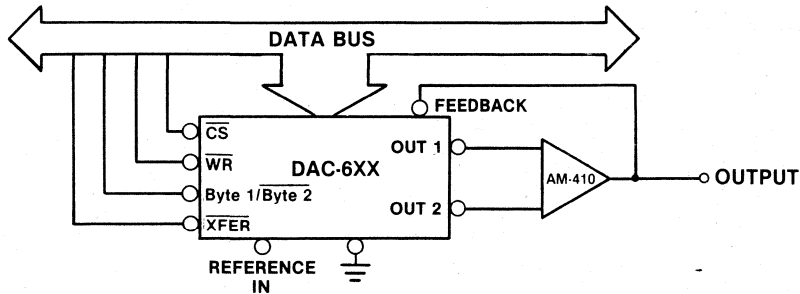 DATA BUS
FEEDBACK
CS
OUT 1
DAC-6XX
WR
AM-410
OUTPUT
Byte 1/Byte 2
OUT 2
XFER
REFERENCE
IN